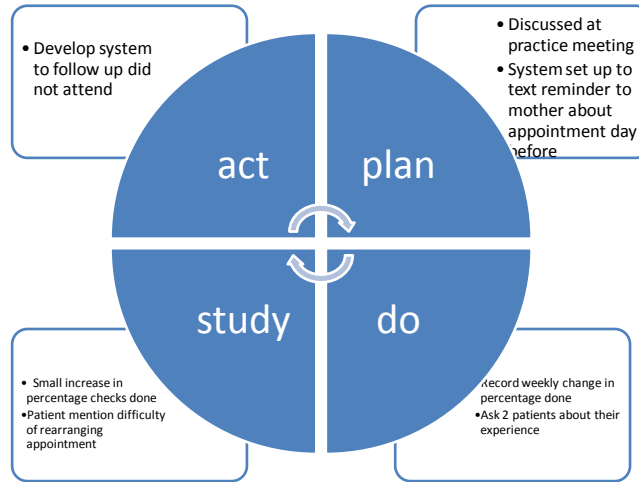 • Develop system
to follow up did
not attend
• Discussed at
practice meeting
• System set up to
text reminder to
mother about
appointment day
before
act
plan
study
do
• Small increase in
percentage checks done
•Patient mention difficulty
of rearranging
appointment
Record weekly change in
percentage done
•Ask 2 patients about their
experience